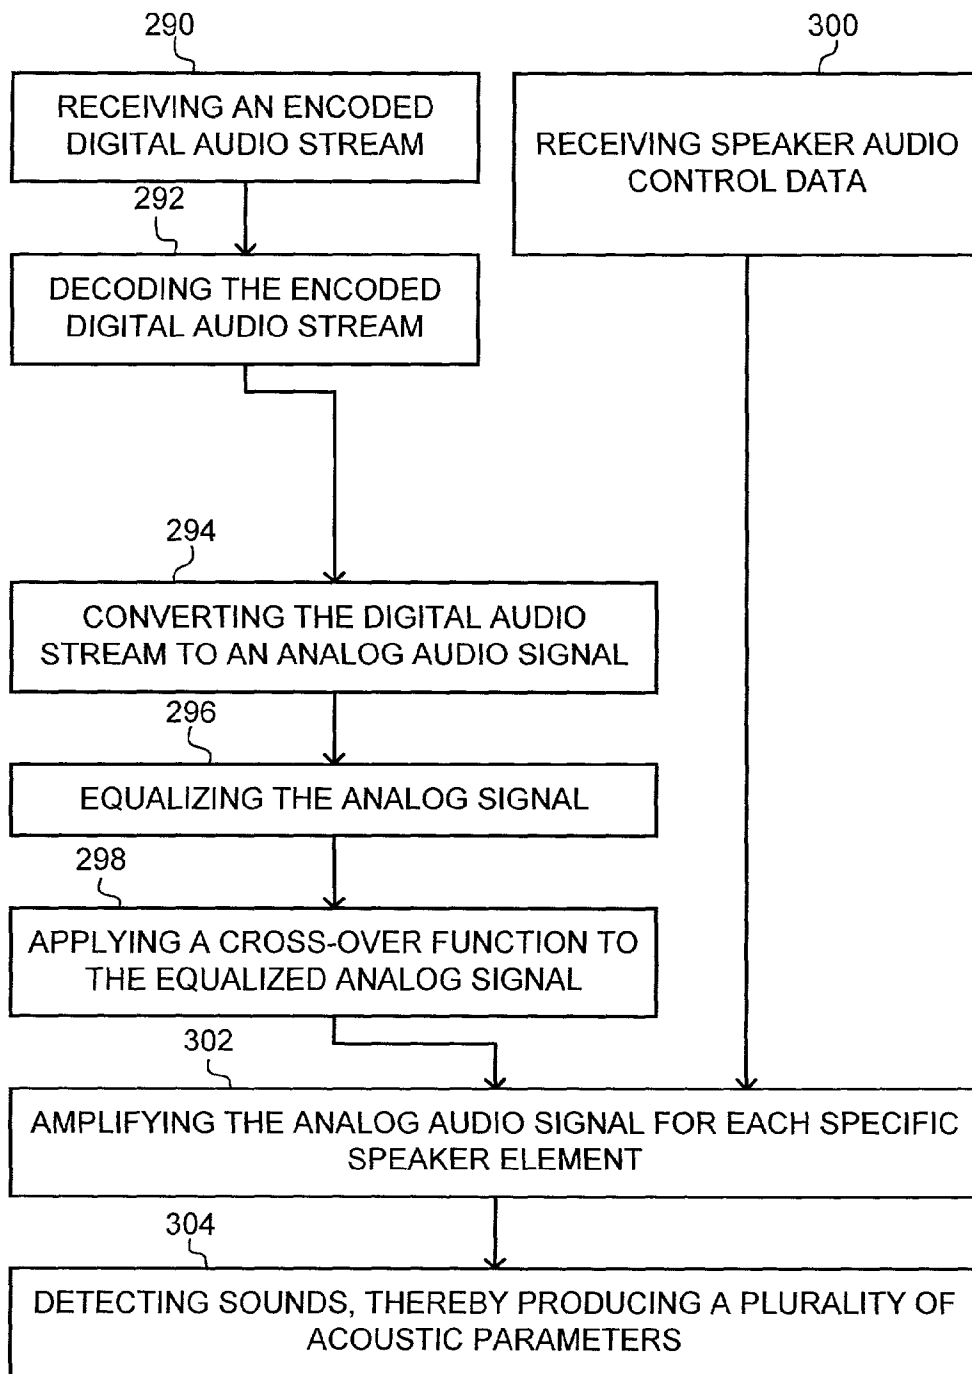 290
RECEIVING AN ENCODED
DIGITAL AUDIO STREAM
300
RECEIVING SPEAKER AUDIO
CONTROL DATA
292
DECODING THE ENCODED
DIGITAL AUDIO STREAM
294
CONVERTING THE DIGITAL AUDIO
STREAM TO AN ANALOG AUDIO SIGNAL
296
EQUALIZING THE ANALOG SIGNAL
298
APPLYING A CROSS-OVER FUNCTION TO
THE EQUALIZED ANALOG SIGNAL
302
AMPLIFYING THE ANALOG AUDIO SIGNAL FOR EACH SPECIFIC
SPEAKER ELEMENT
304
DETECTING SOUNDS, THEREBY PRODUCING A PLURALITY OF
ACOUSTIC PARAMETERS